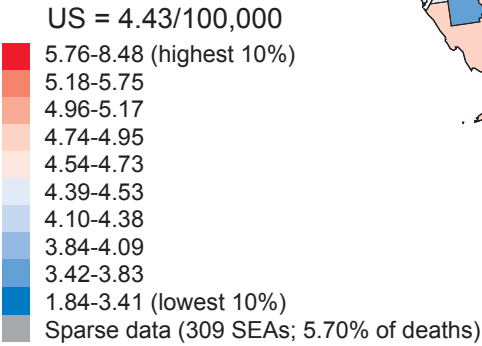 US = 4.43/100,000
5.76-8.48 (highest 10%)
5.18-5.75
4.96-5.17
4.74-4.95
4.54-4.73
4.39-4.53
4.10-4.38
3.84-4.09
3.42-3.83
1.84-3.41 (lowest 10%)
Sparse data (309 SEAs; 5.70% of deaths)